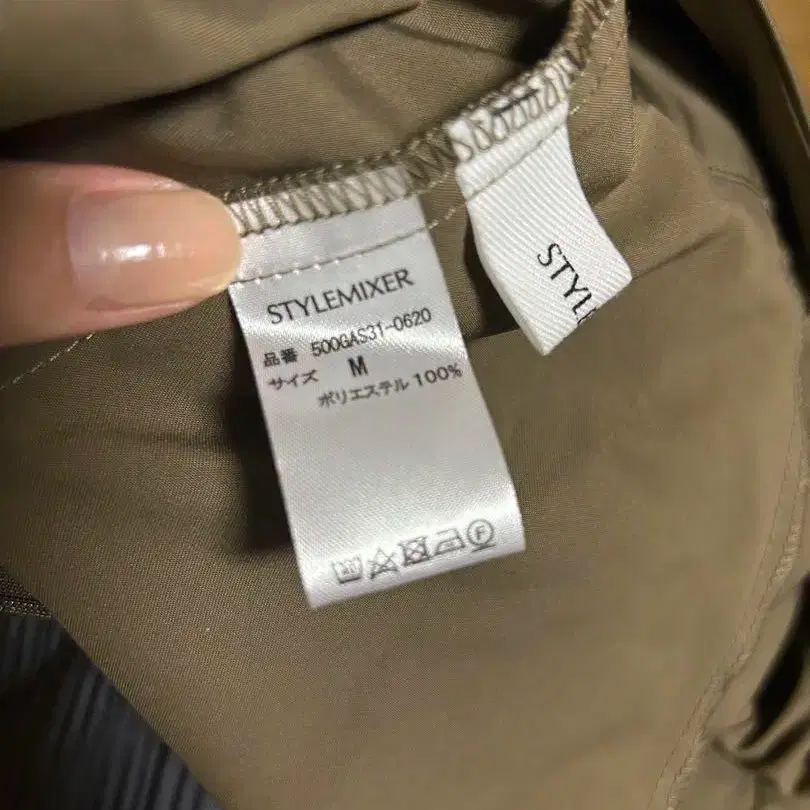 STYLEMIXER
品番 500GAS31-0620
サイズ M
ポリエステル 100%
F
STYL